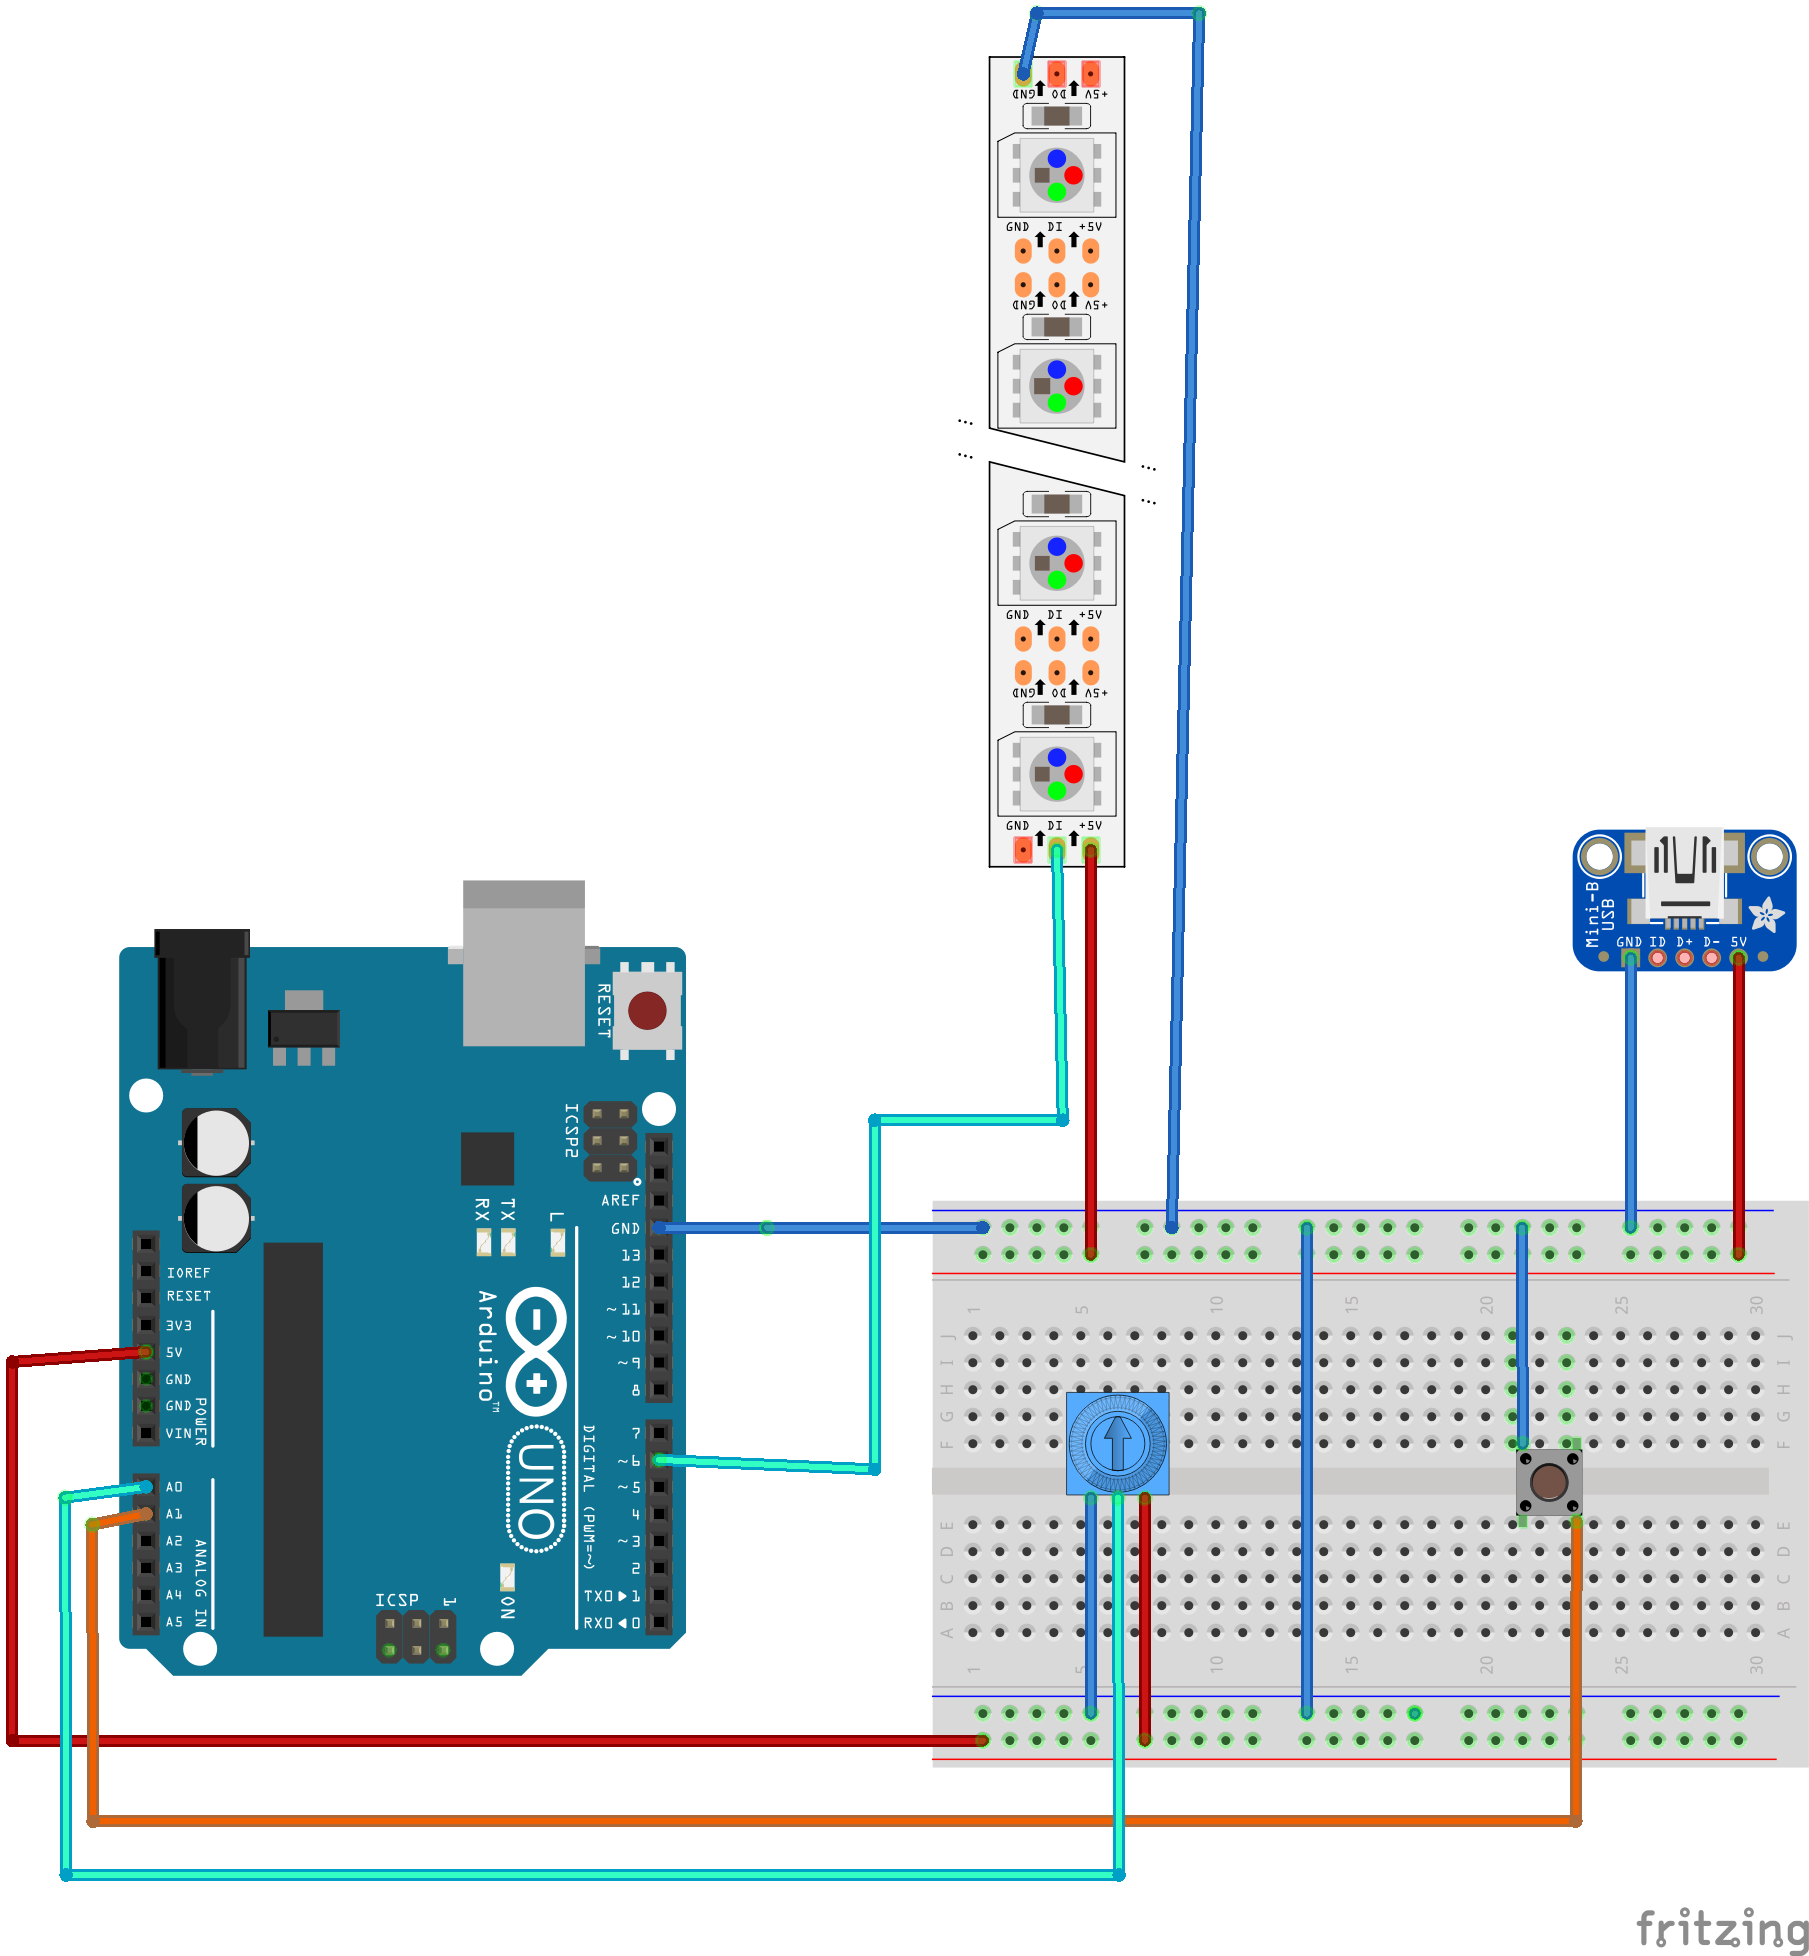 GND DO +5V
GND DI +5V
GND DO +5V
GND DI +5V
GND DO +5V
GND DI +5V
Mini-B
USB
GND ID D+ D- 5V
RESET
ICSP2
AREF
GND
13
12
~11
~10
~9
8
7
~6
~5
4
~3
2
TX0▶1
RX0◀0
RX
TX
L
Arduino™
UNO
DIGITAL (PWM=~)
ON
ICSP
1
IOREF
RESET
3V3
5V
GND
GND
VIN
POWER
A0
A1
A2
A3
A4
A5
ANALOG IN
1 5 10 15 20 25 30
J J
I I
H H
G G
F F
E E
D D
C C
B B
A A
1 5 10 15 20 25 30
fritzing